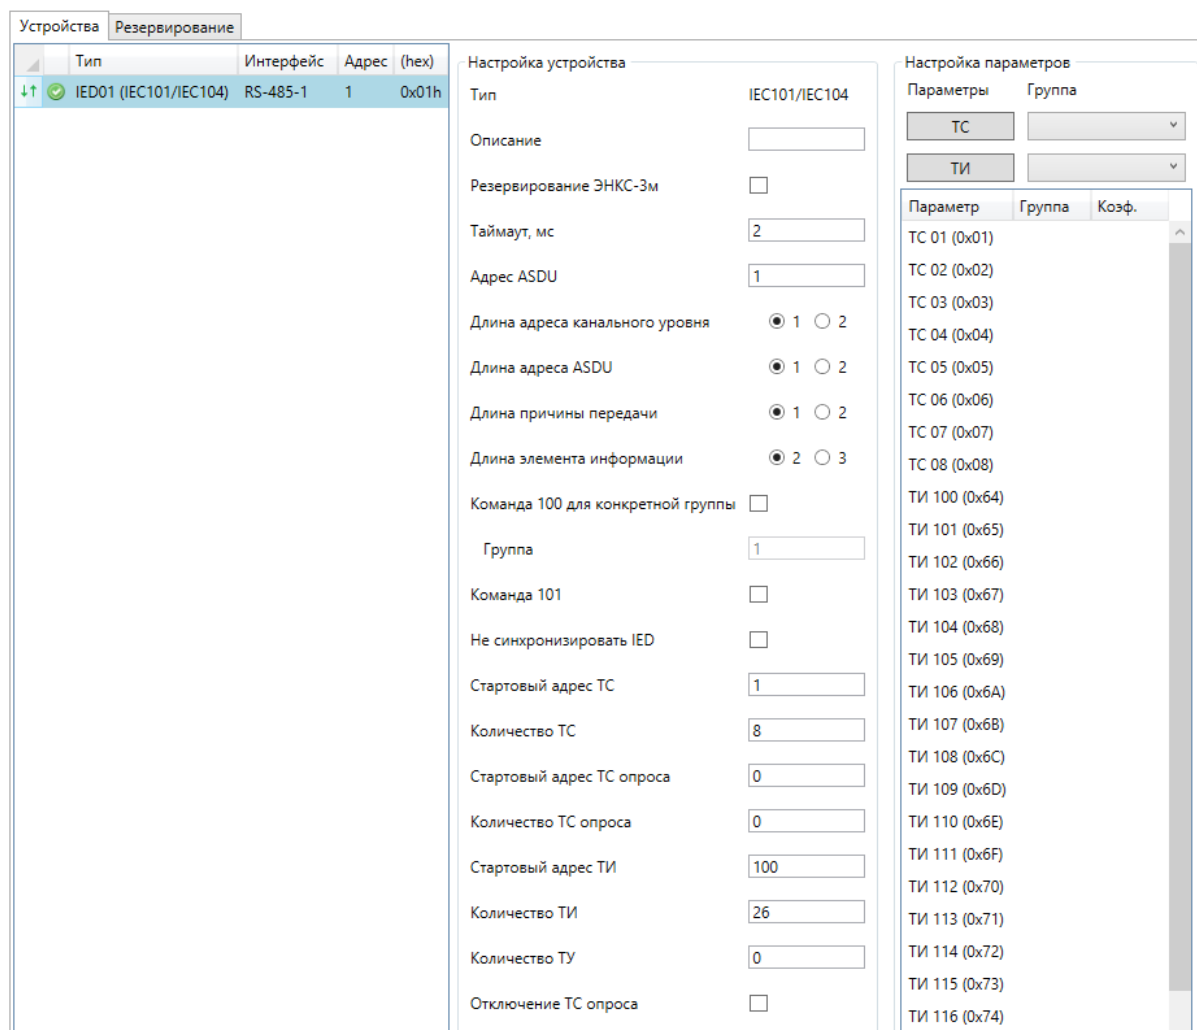 Устройства Резервирование
Тип Интерфейс Адрес (hex)
IED01 (IEC101/IEC104) RS-485-1 1 0x01h
Настройка устройства
Тип IEC101/IEC104
Описание
Резервирование ЭНКС-3м
Таймаут, мс 2
Адрес ASDU 1
Длина адреса канального уровня 1 2
Длина адреса ASDU 1 2
Длина причины передачи 1 2
Длина элемента информации 2 3
Команда 100 для конкретной группы
Группа 1
Команда 101
Не синхронизировать IED
Стартовый адрес ТС 1
Количество ТС 8
Стартовый адрес ТС опроса 0
Количество ТС опроса 0
Стартовый адрес ТИ 100
Количество ТИ 26
Количество ТУ 0
Отключение ТС опроса
Настройка параметров
Параметры Группа
ТС
ТИ
Параметр Группа Коэф.
ТС 01 (0x01)
ТС 02 (0x02)
ТС 03 (0x03)
ТС 04 (0x04)
ТС 05 (0x05)
ТС 06 (0x06)
ТС 07 (0x07)
ТС 08 (0x08)
ТИ 100 (0x64)
ТИ 101 (0x65)
ТИ 102 (0x66)
ТИ 103 (0x67)
ТИ 104 (0x68)
ТИ 105 (0x69)
ТИ 106 (0x6A)
ТИ 107 (0x6B)
ТИ 108 (0x6C)
ТИ 109 (0x6D)
ТИ 110 (0x6E)
ТИ 111 (0x6F)
ТИ 112 (0x70)
ТИ 113 (0x71)
ТИ 114 (0x72)
ТИ 115 (0x73)
ТИ 116 (0x74)